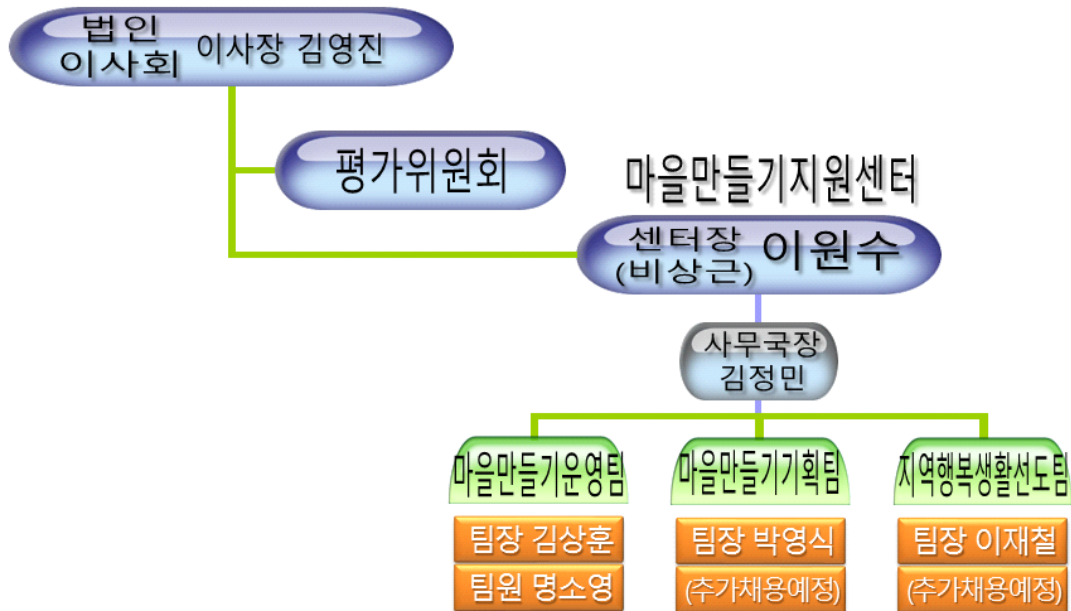 법인
이사회
이사장 김영진
평가위원회
마을만들기지원센터
센터장
(비상근)
이원수
사무국장
김정민
마을만들기운영팀
팀장 김상훈
팀원 명소영
마을만들기기획팀
팀장 박영식
(추가채용예정)
지역행복생활선도팀
팀장 이재철
(추가채용예정)